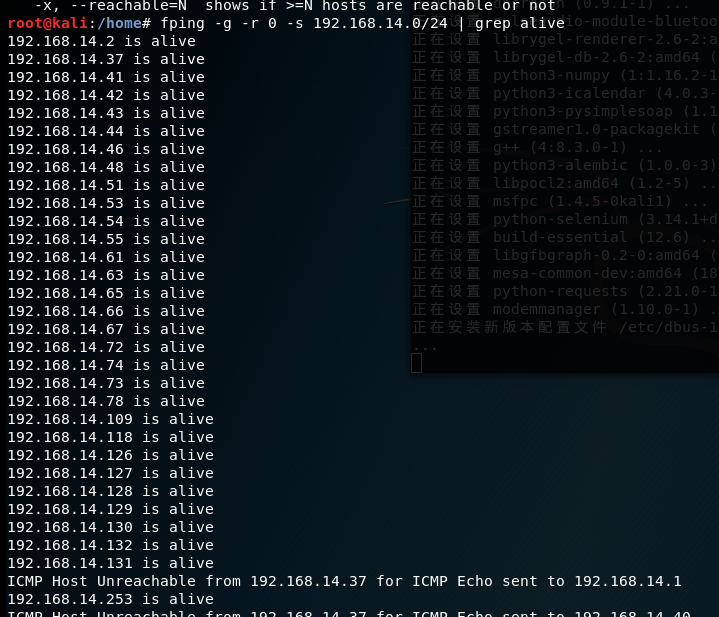 -x, --reachable=N  shows if >=N hosts are reachable or not
root@kali:/home# fping -g -r 0 -s 192.168.14.0/24 | grep alive
192.168.14.2 is alive
192.168.14.37 is alive
192.168.14.41 is alive
192.168.14.42 is alive
192.168.14.43 is alive
192.168.14.44 is alive
192.168.14.46 is alive
192.168.14.48 is alive
192.168.14.51 is alive
192.168.14.53 is alive
192.168.14.54 is alive
192.168.14.55 is alive
192.168.14.61 is alive
192.168.14.63 is alive
192.168.14.65 is alive
192.168.14.66 is alive
192.168.14.67 is alive
192.168.14.72 is alive
192.168.14.74 is alive
192.168.14.73 is alive
192.168.14.78 is alive
192.168.14.109 is alive
192.168.14.118 is alive
192.168.14.126 is alive
192.168.14.127 is alive
192.168.14.128 is alive
192.168.14.129 is alive
192.168.14.130 is alive
192.168.14.132 is alive
192.168.14.131 is alive
ICMP Host Unreachable from 192.168.14.37 for ICMP Echo sent to 192.168.14.1
192.168.14.253 is alive
ICMP Host Unreachable from 192.168.14.37 for ICMP Echo sent to 192.168.14.40
(0.9.1-1) ...
正在设置 librygel-renderer-2.6-2:a
正在设置 librygel-db-2.6-2:amd64 (
正在设置 python3-numpy (1:1.16.2-1
正在设置 python3-icalendar (4.0.3-
正在设置 python3-pysimplesoap (1.1
正在设置 gstreamer1.0-packagekit (
正在设置 g++ (4:8.3.0-1) ...
正在设置 python3-alembic (1.0.0-3)
正在设置 libpocl2:amd64 (1.2-5) ...
正在设置 msfpc (1.4.5-0kali1) ...
正在设置 python-selenium (3.14.1+d
正在设置 build-essential (12.6) ..
正在设置 libgfbgraph-0.2-0:amd64 (
正在设置 mesa-common-dev:amd64 (18
正在设置 python-requests (2.21.0-1
正在设置 modemmanager (1.10.0-1) .
正在安装新版本配置文件 /etc/dbus-1
...